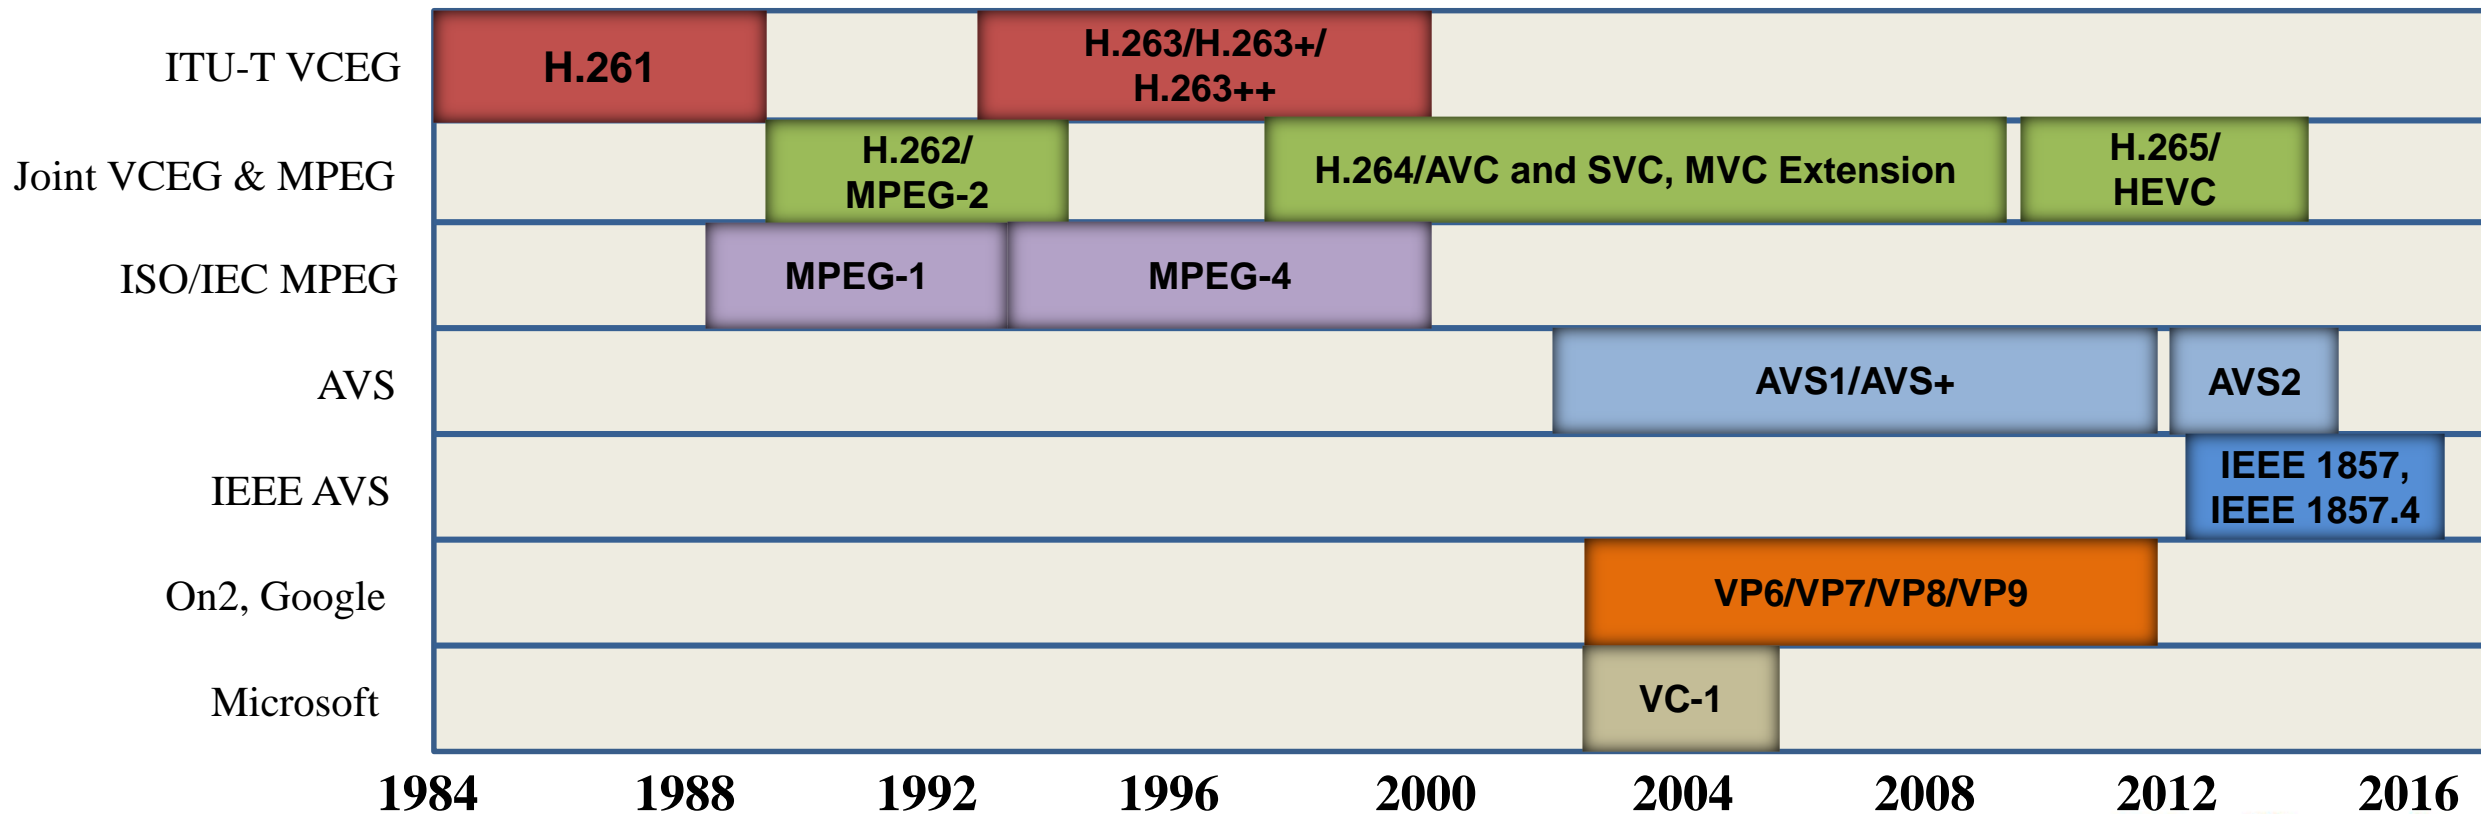 ITU-T VCEG
H.261
H.263/H.263+/
H.263++
Joint VCEG & MPEG
H.262/
MPEG-2
H.264/AVC and SVC, MVC Extension
H.265/
HEVC
ISO/IEC MPEG
MPEG-1
MPEG-4
AVS
AVS1/AVS+
AVS2
IEEE AVS
IEEE 1857,
IEEE 1857.4
On2, Google
VP6/VP7/VP8/VP9
Microsoft
VC-1
1984 1988 1992 1996 2000 2004 2008 2012 2016